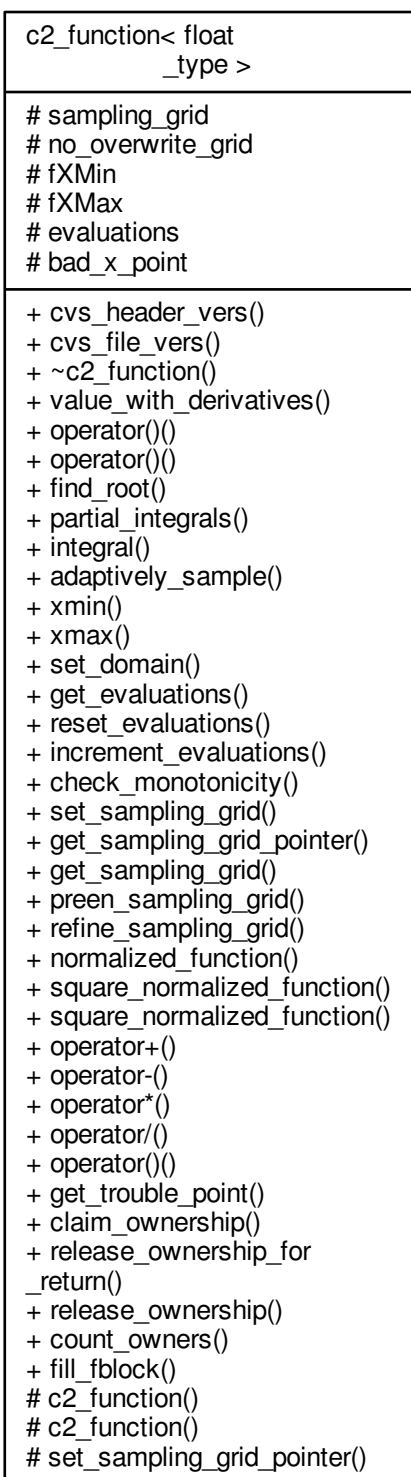 c2_function< float
_type >
# sampling_grid
# no_overwrite_grid
# fXMin
# fXMax
# evaluations
# bad_x_point
+ cvs_header_vers()
+ cvs_file_vers()
+ ~c2_function()
+ value_with_derivatives()
+ operator()()
+ operator()()
+ find_root()
+ partial_integrals()
+ integral()
+ adaptively_sample()
+ xmin()
+ xmax()
+ set_domain()
+ get_evaluations()
+ reset_evaluations()
+ increment_evaluations()
+ check_monotonicity()
+ set_sampling_grid()
+ get_sampling_grid_pointer()
+ get_sampling_grid()
+ preen_sampling_grid()
+ refine_sampling_grid()
+ normalized_function()
+ square_normalized_function()
+ square_normalized_function()
+ operator+()
+ operator-()
+ operator*()
+ operator/()
+ operator()()
+ get_trouble_point()
+ claim_ownership()
+ release_ownership_for
_return()
+ release_ownership()
+ count_owners()
+ fill_fblock()
# c2_function()
# c2_function()
# set_sampling_grid_pointer()